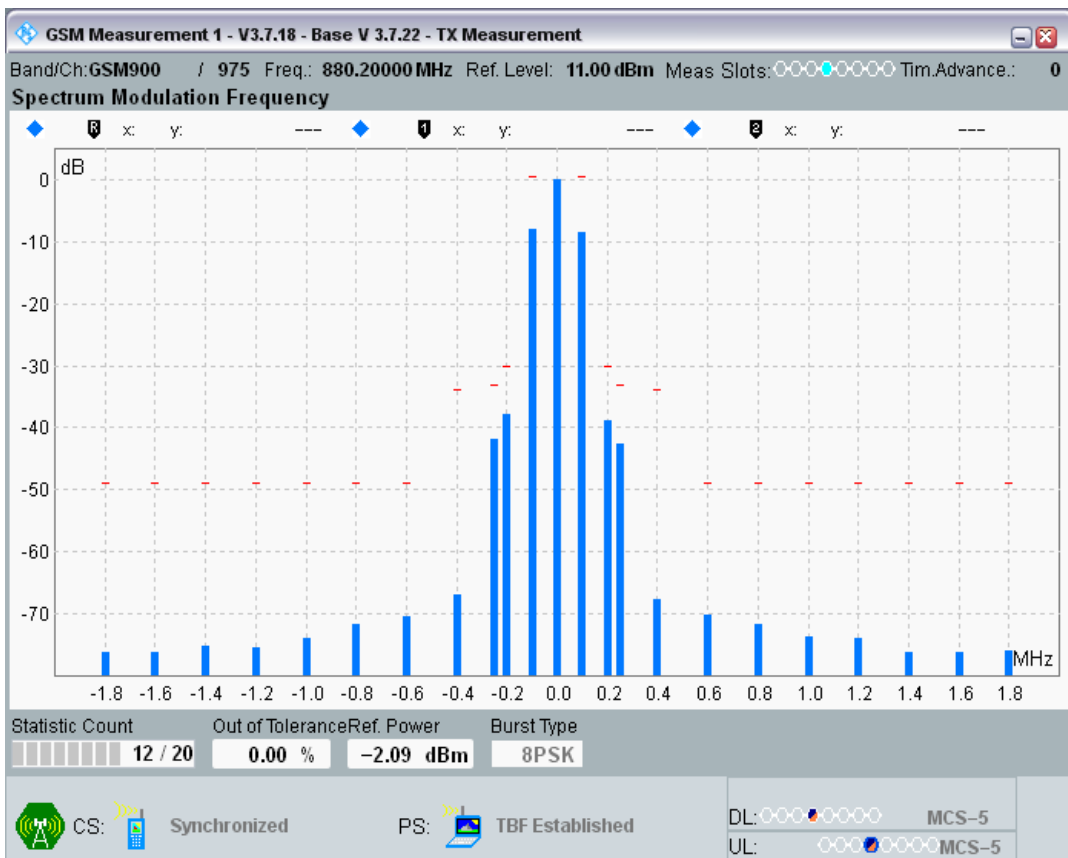 GSM Measurement 1 - V3.7.18 - Base V 3.7.22 - TX Measurement
Band/Ch:GSM900 / 975 Freq.: 880.20000 MHz Ref. Level: 11.00 dBm Meas Slots: Tim.Advance.: 0
Spectrum Modulation Frequency
R x: y: --- 1 x: y: --- 2 x: y: ---
dB
0
-10
-20
-30
-40
-50
-60
-70
MHz
-1.8 -1.6 -1.4 -1.2 -1.0 -0.8 -0.6 -0.4 -0.2 0.0 0.2 0.4 0.6 0.8 1.0 1.2 1.4 1.6 1.8
Statistic Count Out of Tolerance Ref. Power Burst Type
12 / 20 0.00 % −2.09 dBm 8PSK
CS: Synchronized PS: TBF Established DL: MCS−5
UL: MCS−5